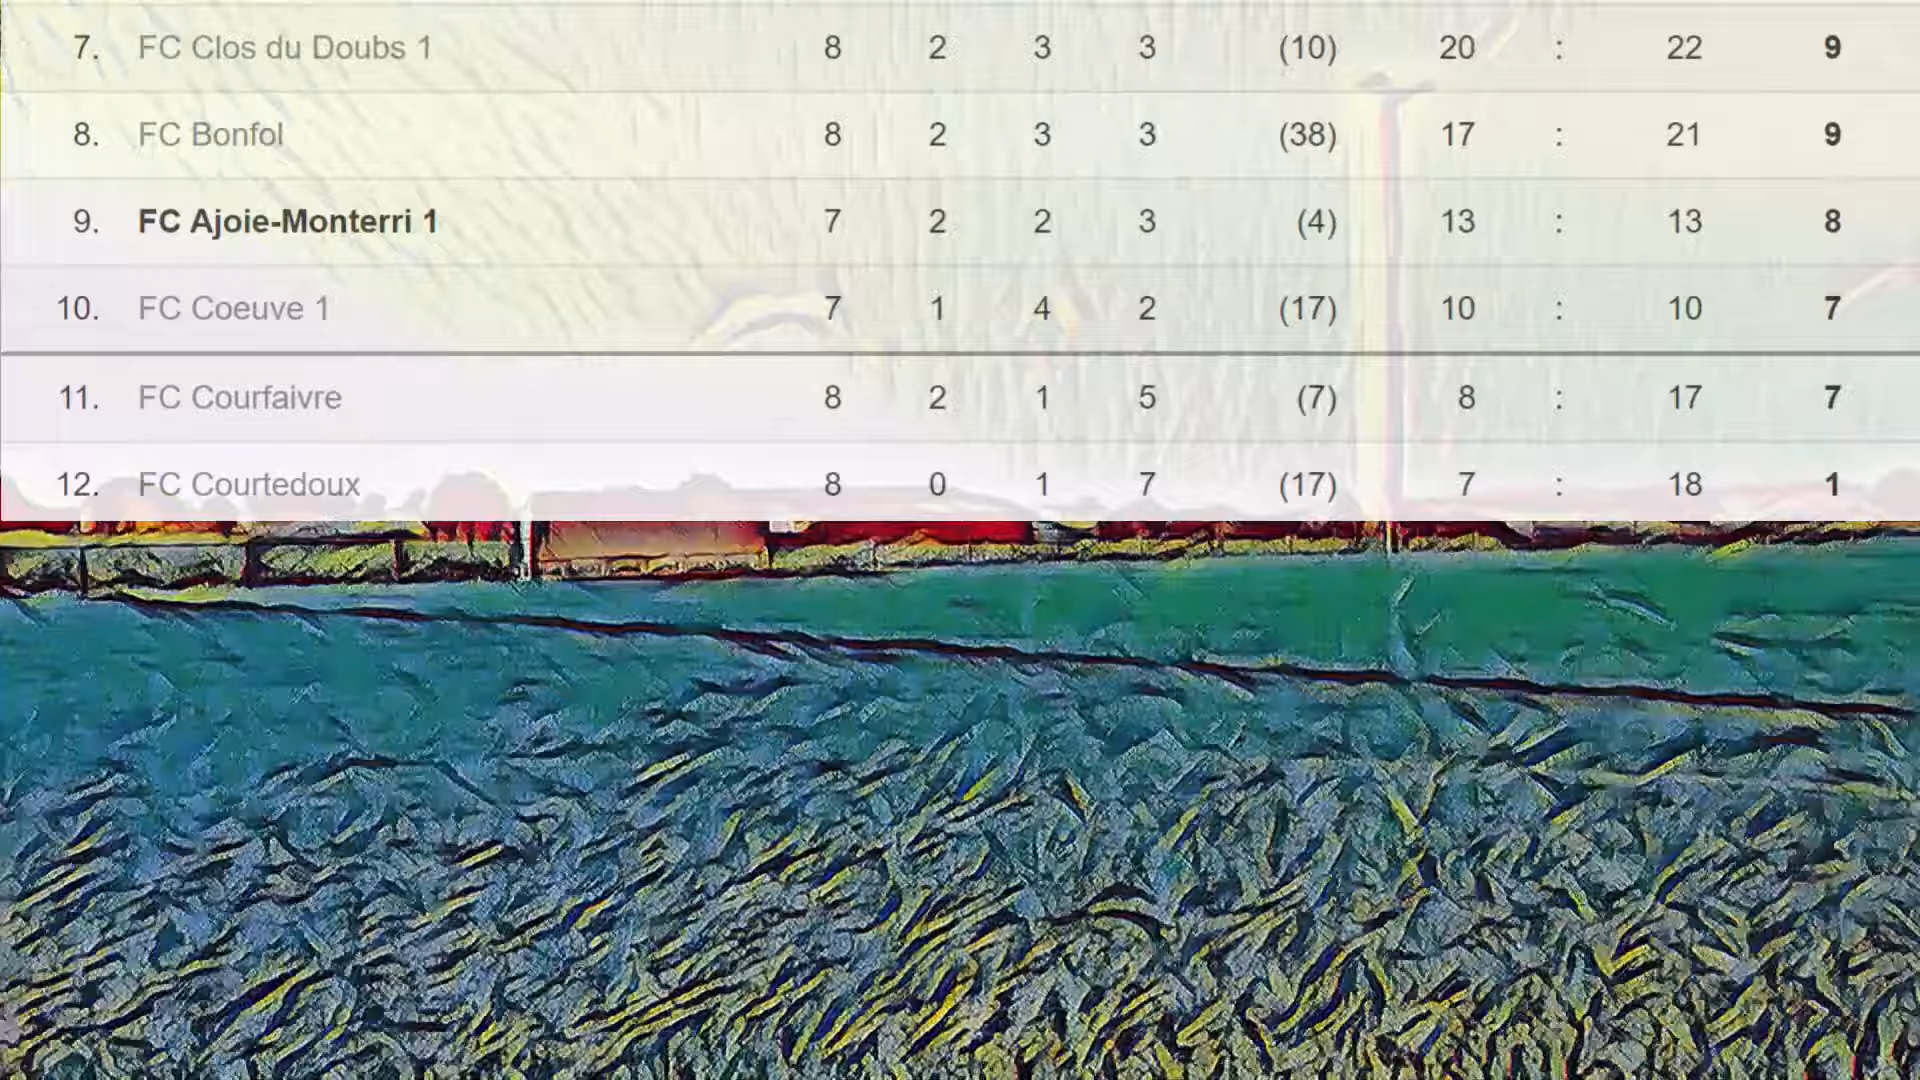 7. FC Clos du Doubs 1 8 2 3 3 (10) 20 : 22 9
8. FC Bonfol 8 2 3 3 (38) 17 : 21 9
9. FC Ajoie-Monterri 1 7 2 2 3 (4) 13 : 13 8
10. FC Coeuve 1 7 1 4 2 (17) 10 : 10 7
11. FC Courfaivre 8 2 1 5 (7) 8 : 17 7
12. FC Courtedoux 8 0 1 7 (17) 7 : 18 1